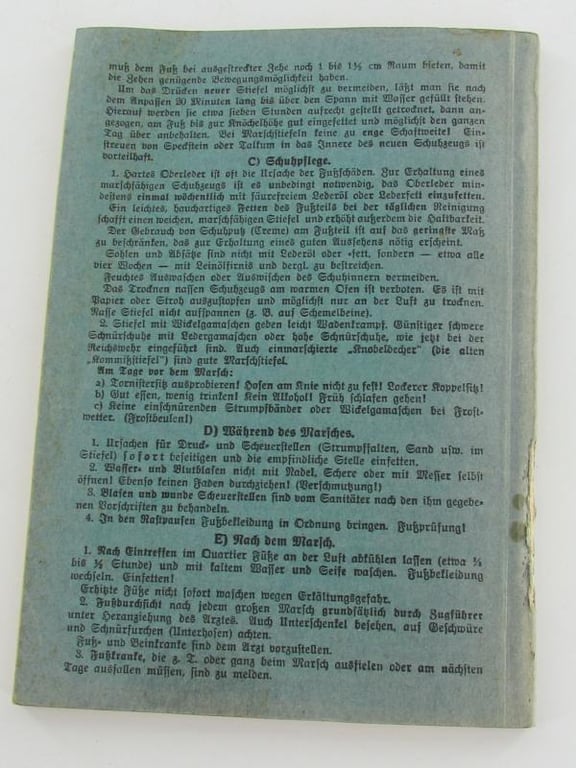 muß dem Fuß bei ausgestreckter Zehe noch 1 bis 1½ cm Raum bieten, damit
die Zehen genügende Bewegungsmöglichkeit haben.
Um das Drücken neuer Stiefel möglichst zu vermeiden, läßt man sie nach
dem Anpassen 20 Minuten lang bis über den Spann mit Wasser gefüllt stehen.
Hierauf werden sie etwa sieben Stunden aufrecht gestellt getrocknet, dann an-
gezogen, am Fuß bis zur Knöchelhöhe gut eingefettet und möglichst den ganzen
Tag über anbehalten. Bei Marschstiefeln keine zu enge Schaftweite! Ein-
streuen von Speckstein oder Talkum in das Innere des neuen Schuhzeugs ist
vorteilhaft.
C) Schuhpflege.
1. Hartes Oberleder ist oft die Ursache der Fußschäden. Zur Erhaltung eines
marschfähigen Schuhzeugs ist es unbedingt notwendig, das Oberleder min-
destens einmal wöchentlich mit säurefreiem Lederöl oder Lederfett einzufetten.
Ein leichtes, hauchartiges Fetten des Fußteils bei der täglichen Reinigung
schafft einen weichen, marschfähigen Stiefel und erhöht außerdem die Haltbarkeit.
Der Gebrauch von Schuhputz (Creme) am Fußteil ist auf das geringste Maß
zu beschränken, das zur Erhaltung eines guten Aussehens nötig erscheint.
Sohlen und Absätze sind nicht mit Lederöl oder -fett, sondern — etwa alle
vier Wochen — mit Leinölfirnis und dergl. zu bestreichen.
Feuchtes Auswaschen oder Auswischen des Schuhinnern vermeiden.
Das Trocknen nassen Schuhzeugs am warmen Ofen ist verboten. Es ist mit
Papier oder Stroh auszustopfen und möglichst nur an der Luft zu trocknen.
Nasse Stiefel nicht aufspannen (z. B. auf Schemelbeine).
2. Stiefel mit Wickelgamaschen geben leicht Wadenkrampf. Günstiger schwere
Schnürschuhe mit Ledergamaschen oder hohe Schnürschuhe, wie jetzt bei der
Reichswehr eingeführt sind. Auch einmarschierte „Knobelbecher“ (die alten
„Kommißstiefel“) sind gute Marschstiefel.
Am Tage vor dem Marsch:
a) Tornistersitz ausprobieren! Hosen am Knie nicht zu fest! Lockerer Koppelsitz!
b) Gut essen, wenig trinken! Kein Alkohol! Früh schlafen gehen!
c) Keine einschnürenden Strumpfbänder oder Wickelgamaschen bei Frost-
wetter. (Frostbeulen!)
D) Während des Marsches.
1. Ursachen für Druck- und Scheuerstellen (Strumpffalten, Sand usw. im
Stiefel) sofort beseitigen und die empfindliche Stelle einfetten.
2. Wasser- und Blutblasen nicht mit Nadel, Schere oder mit Messer selbst
öffnen! Ebenso keinen Faden durchziehen! (Verschmutzung!)
3. Blasen und wunde Scheuerstellen sind vom Sanitäter nach den ihm gegebe-
nen Vorschriften zu behandeln.
4. In den Rastpausen Fußbekleidung in Ordnung bringen. Fußprüfung!
E) Nach dem Marsch.
1. Nach Eintreffen im Quartier Füße an der Luft abkühlen lassen (etwa
bis ½ Stunde) und mit kaltem Wasser und Seife waschen. Fußbekleidung
wechseln. Einfetten!
Erhitzte Füße nicht sofort waschen wegen Erkältungsgefahr.
2. Fußdurchsicht nach jedem großen Marsch grundsätzlich durch Zugführer
unter Heranziehung des Arztes. Auch Unterschenkel besehen, auf Geschwüre
und Schnürfurchen (Unterhosen) achten.
Fuß- und Beinkranke sind dem Arzt vorzustellen.
3. Fußkranke, die z. T. oder ganz beim Marsch ausfielen oder am nächsten
Tage ausfallen müssen, sind zu melden.